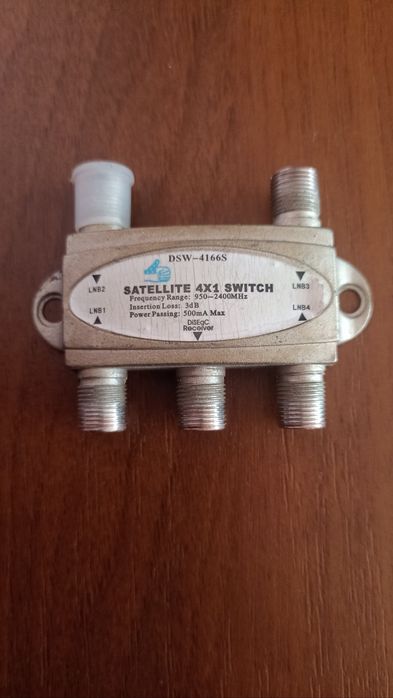 DSW-4166S
SATELLITE 4X1 SWITCH
Frequency Range: 950-2400MHz
Insertion Loss: 3dB
Power Passing: 500mA Max
DiSEqC
Receiver
LNB2
LNB1
LNB3
LNB4